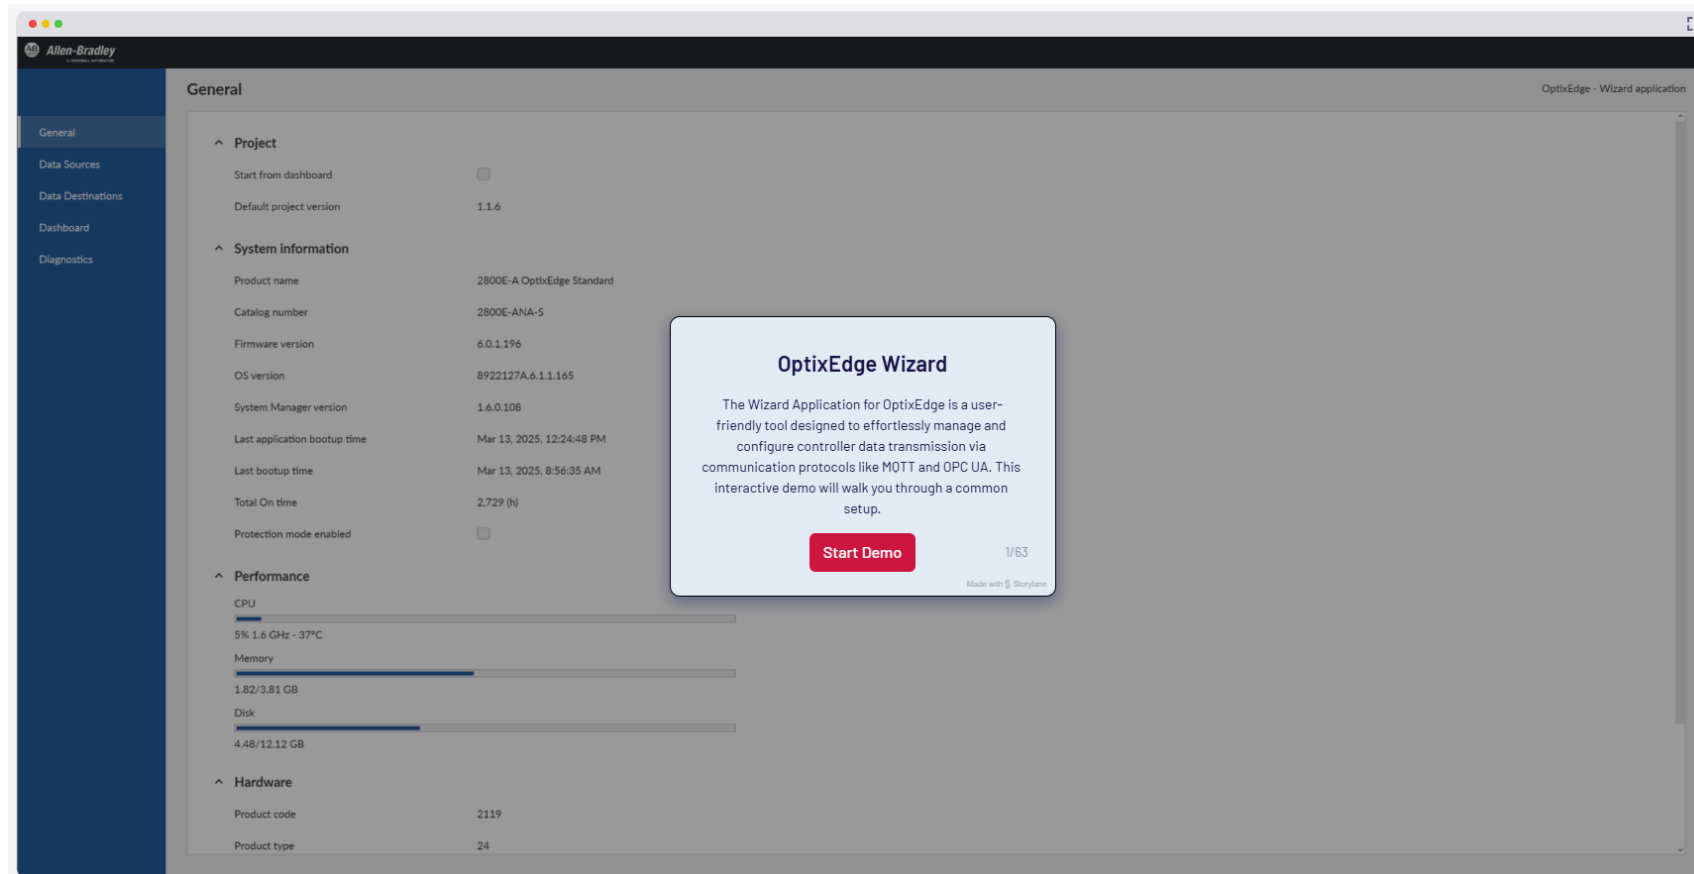 Allen-Bradley
General
OptixEdge - Wizard application
General
Data Sources
Data Destinations
Dashboard
Diagnostics
Project
Start from dashboard
Default project version 1.1.6
System information
Product name 2800E-A OptixEdge Standard
Catalog number 2800E-ANA-S
Firmware version 6.0.1.196
OS version 8922127A.6.1.1.165
System Manager version 1.6.0.108
Last application bootup time Mar 13, 2025, 12:24:48 PM
Last bootup time Mar 13, 2025, 8:56:35 AM
Total On time 2,729 (h)
Protection mode enabled
Performance
CPU
5% 1.6 GHz - 37°C
Memory
1.82/3.81 GB
Disk
4.48/12.12 GB
Hardware
Product code 2119
Product type 24
OptixEdge Wizard
The Wizard Application for OptixEdge is a user-
friendly tool designed to effortlessly manage and
configure controller data transmission via
communication protocols like MQTT and OPC UA. This
interactive demo will walk you through a common
setup.
Start Demo
1/63
Made with Storylane